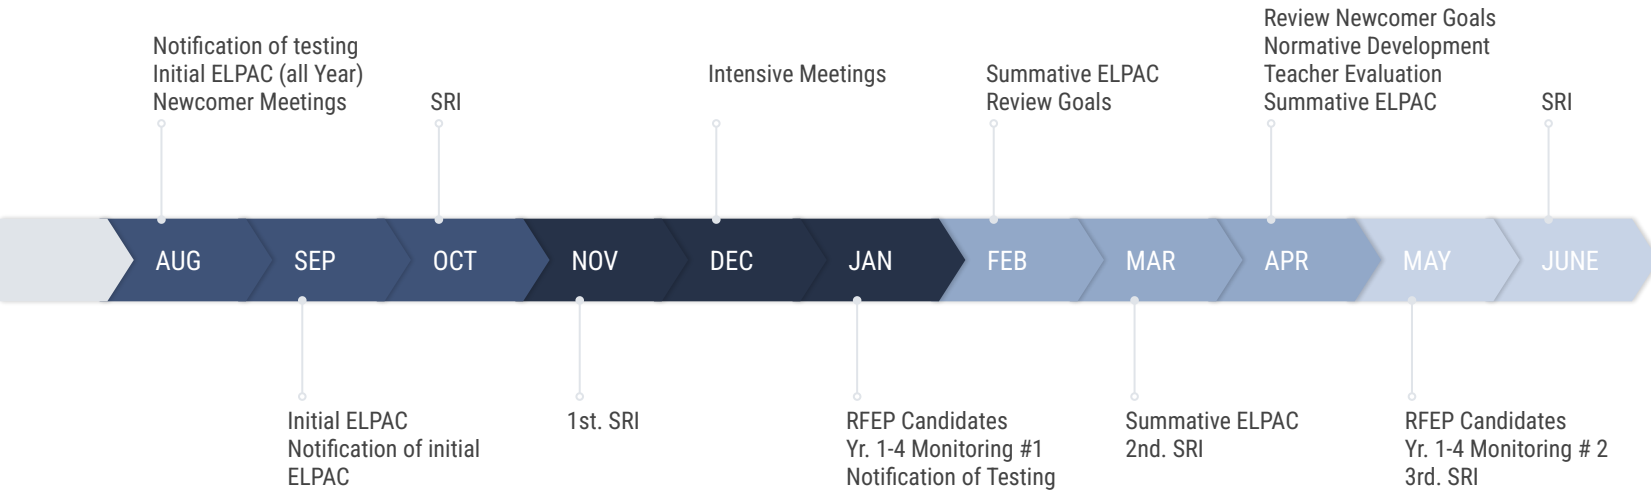 Review Newcomer Goals
Normative Development
Teacher Evaluation
Summative ELPAC
Notification of testing
Initial ELPAC (all Year)
Newcomer Meetings
SRI
Intensive Meetings
Summative ELPAC
Review Goals
SRI
AUG
SEP
OCT
NOV
DEC
JAN
FEB
MAR
APR
MAY
JUNE
Initial ELPAC
Notification of initial
ELPAC
1st. SRI
RFEP Candidates
Yr. 1-4 Monitoring #1
Notification of Testing
Summative ELPAC
2nd. SRI
RFEP Candidates
Yr. 1-4 Monitoring # 2
3rd. SRI